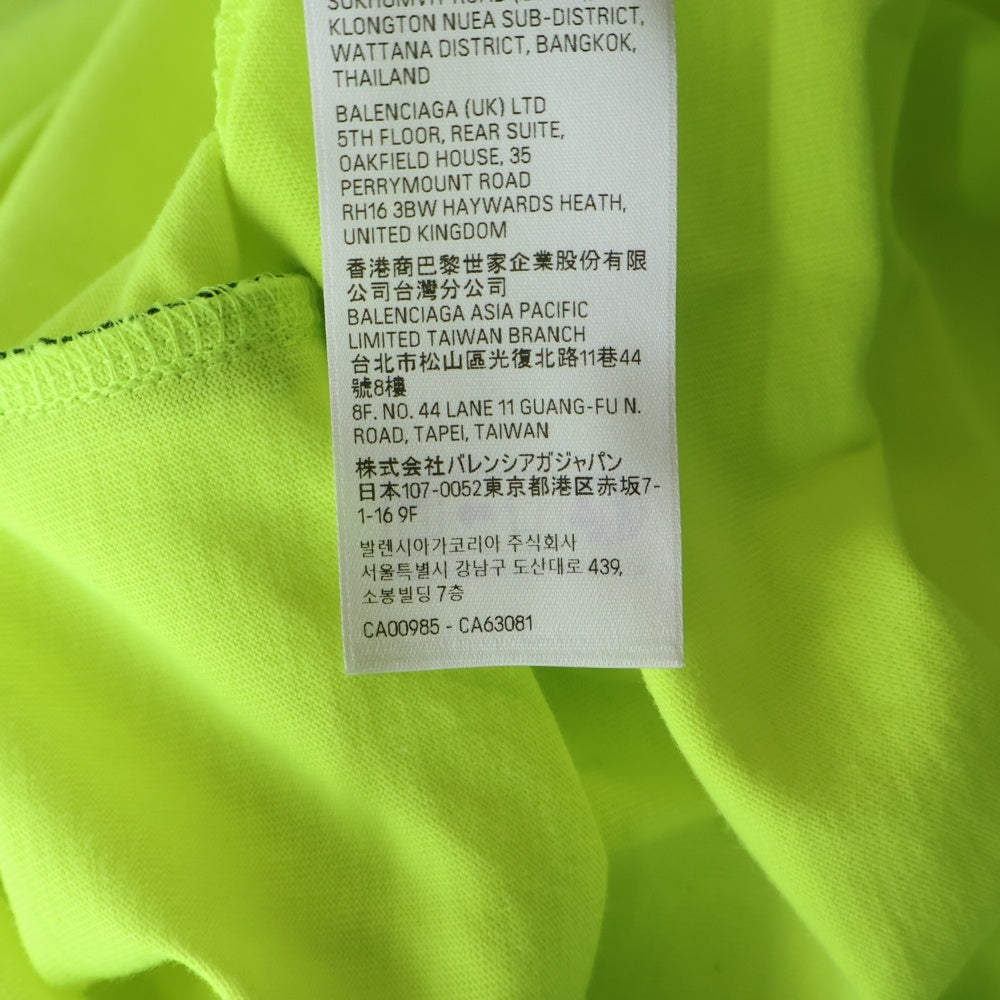 SUKHUMVIT ROAD
KLONGTON NUEA SUB-DISTRICT,
WATTANA DISTRICT, BANGKOK,
THAILAND
BALENCIAGA (UK) LTD
5TH FLOOR, REAR SUITE,
OAKFIELD HOUSE, 35
PERRYMOUNT ROAD
RH16 3BW HAYWARDS HEATH,
UNITED KINGDOM
香港商巴黎世家企業股份有限
公司台灣分公司
BALENCIAGA ASIA PACIFIC
LIMITED TAIWAN BRANCH
台北市松山區光復北路11巷44
號8樓
8F. NO. 44 LANE 11 GUANG-FU N.
ROAD, TAPEI, TAIWAN
株式会社バレンシアガジャパン
日本107-0052東京都港区赤坂7-
1-16 9F
발렌시아가코리아 주식회사
서울특별시 강남구 도산대로 439,
소봉빌딩 7층
CA00985 - CA63081